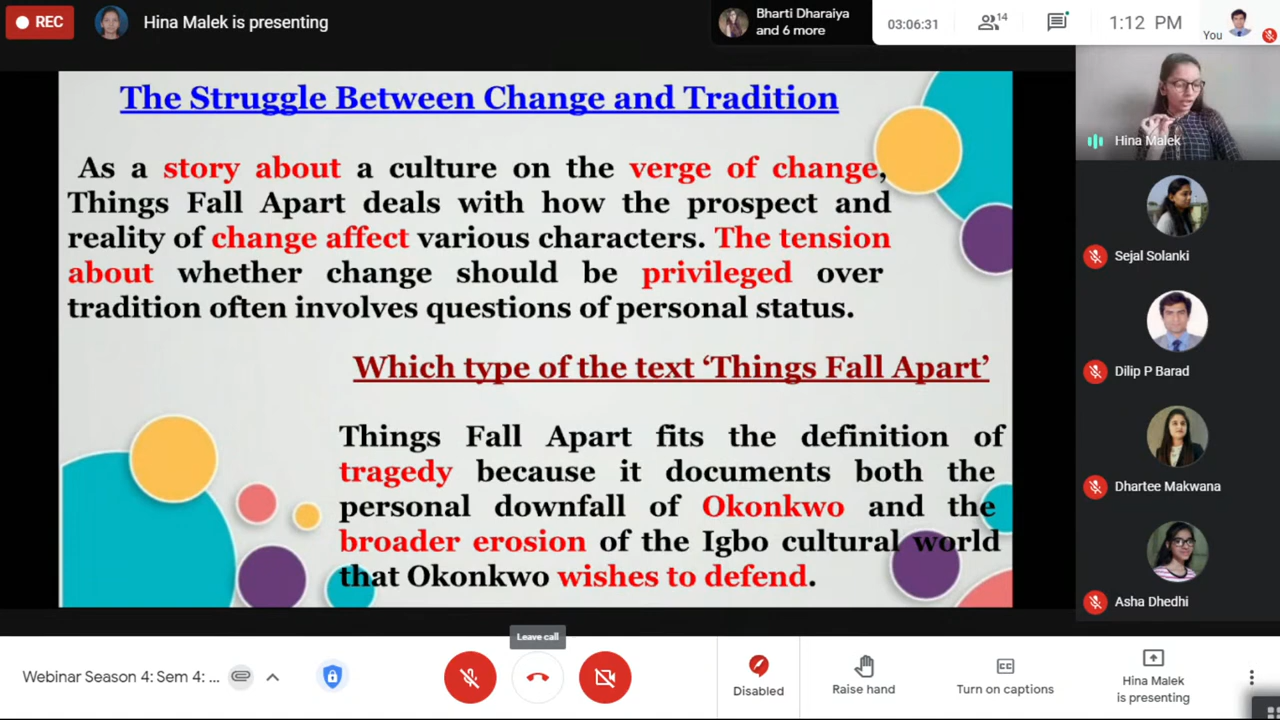 REC
Hina Malek is presenting
Bharti Dharaiya
and 6 more
03:06:31
14
1:12 PM
You
The Struggle Between Change and Tradition
As a story about a culture on the verge of change,
Things Fall Apart deals with how the prospect and
reality of change affect various characters. The tension
about whether change should be privileged over
tradition often involves questions of personal status.
Which type of the text ‘Things Fall Apart’
Things Fall Apart fits the definition of
tragedy because it documents both the
personal downfall of Okonkwo and the
broader erosion of the Igbo cultural world
that Okonkwo wishes to defend.
Hina Malek
Sejal Solanki
Dilip P Barad
Dhartee Makwana
Asha Dhedhi
Leave call
Webinar Season 4: Sem 4: ...
Disabled
Raise hand
CC
Turn on captions
Hina Malek
is presenting